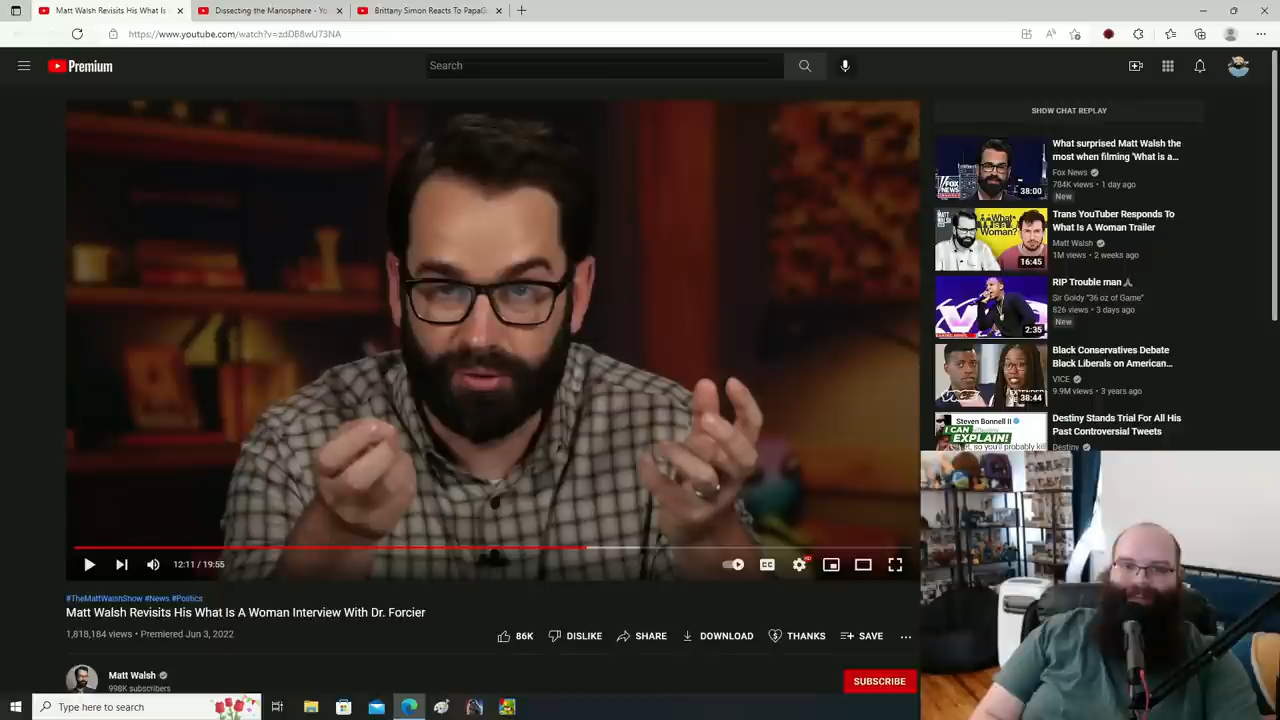 Matt Walsh Revisits His What Is
Dissecting the Manosphere - Yo
Brittany Simon Reacts To PapaG
https://www.youtube.com/watch?v=zdDB8wU73NA
Premium
Search
SHOW CHAT REPLAY
What surprised Matt Walsh the
most when filming 'What is a...
Fox News
784K views • 1 day ago
New
38:00
Trans YouTuber Responds To
What Is A Woman Trailer
Matt Walsh
1M views • 2 weeks ago
16:45
RIP Trouble man
Sir Goldy "36 oz of Game"
826 views • 3 days ago
New
2:35
Black Conservatives Debate
Black Liberals on American...
VICE
9.9M views • 3 years ago
38:44
Destiny Stands Trial For All His
Past Controversial Tweets
Destiny
Steven Bonnell II
I CAN
EXPLAIN!
12:11 / 19:55
CC
HD
#TheMattWalshShow #News #Politics
Matt Walsh Revisits His What Is A Woman Interview With Dr. Forcier
1,818,184 views • Premiered Jun 3, 2022
86K
DISLIKE
SHARE
DOWNLOAD
THANKS
SAVE
Matt Walsh
998K subscribers
SUBSCRIBE
Type here to search